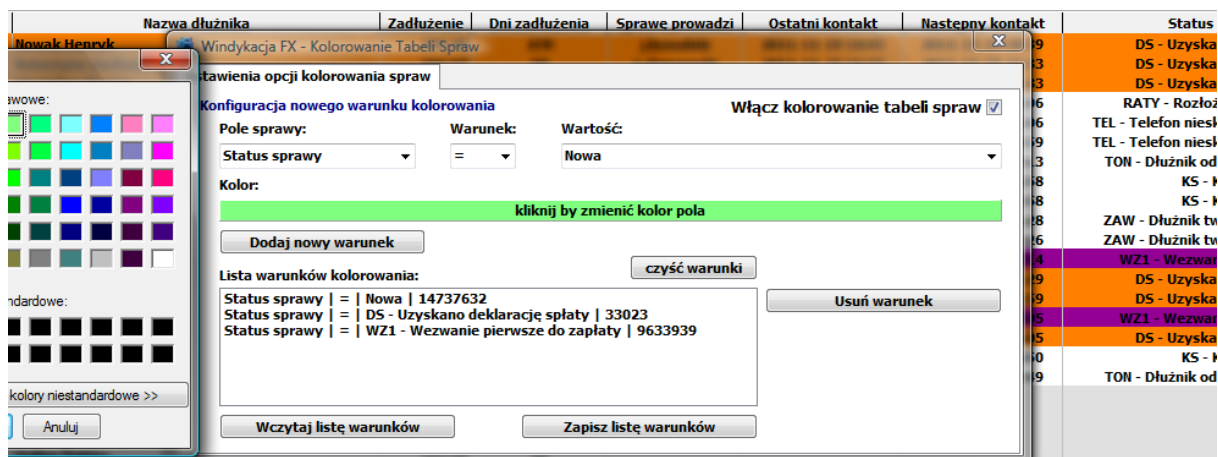 Nazwa dłużnika Zadłużenie Dni zadłużenia Sprawe prowadzi Ostatni kontakt Następny kontakt Status
Nowak Henryk
DS - Uzyska
Windykacja FX - Kolorowanie Tabeli Spraw
DS - Uzyska
DS - Uzyska
stawienia opcji kolorowania spraw
awowe:
Konfiguracja nowego warunku kolorowania
Włącz kolorowanie tabeli spraw
RATY - Rozłoż
Pole sprawy: Warunek: Wartość:
TEL - Telefon niesk
TEL - Telefon niesk
Status sprawy = Nowa
TON - Dłużnik od
Kolor:
KS - K
KS - K
kliknij by zmienić kolor pola
ZAW - Dłużnik tw
Dodaj nowy warunek
ZAW - Dłużnik tw
czyść warunki
WZ1 - Wezwan
Lista warunków kolorowania:
DS - Uzyska
Status sprawy | = | Nowa | 14737632
Usuń warunek
DS - Uzyska
Status sprawy | = | DS - Uzyskano deklarację spłaty | 33023
WZ1 - Wezwan
Status sprawy | = | WZ1 - Wezwanie pierwsze do zapłaty | 9633939
DS - Uzyska
ndardowe:
KS - K
TON - Dłużnik od
kolory niestandardowe >>
Anuluj
Wczytaj listę warunków Zapisz listę warunków